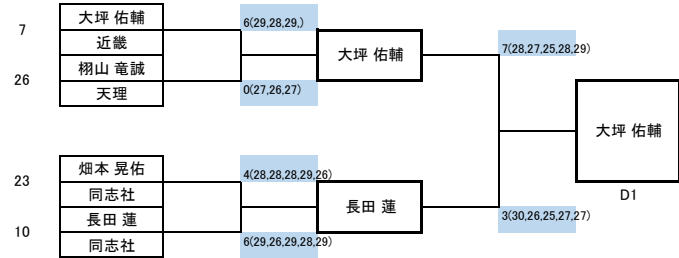 7
大坪 佑輔
近畿
6(29,28,29,)
26
栩山 竜誠
天理
0(27,26,27)
大坪 佑輔
7(28,27,25,28,29)
大坪 佑輔
D1
23
畑本 晃佑
同志社
4(28,28,28,29,26)
10
長田 蓮
同志社
6(29,26,29,28,29)
長田 蓮
3(30,26,25,27,27)